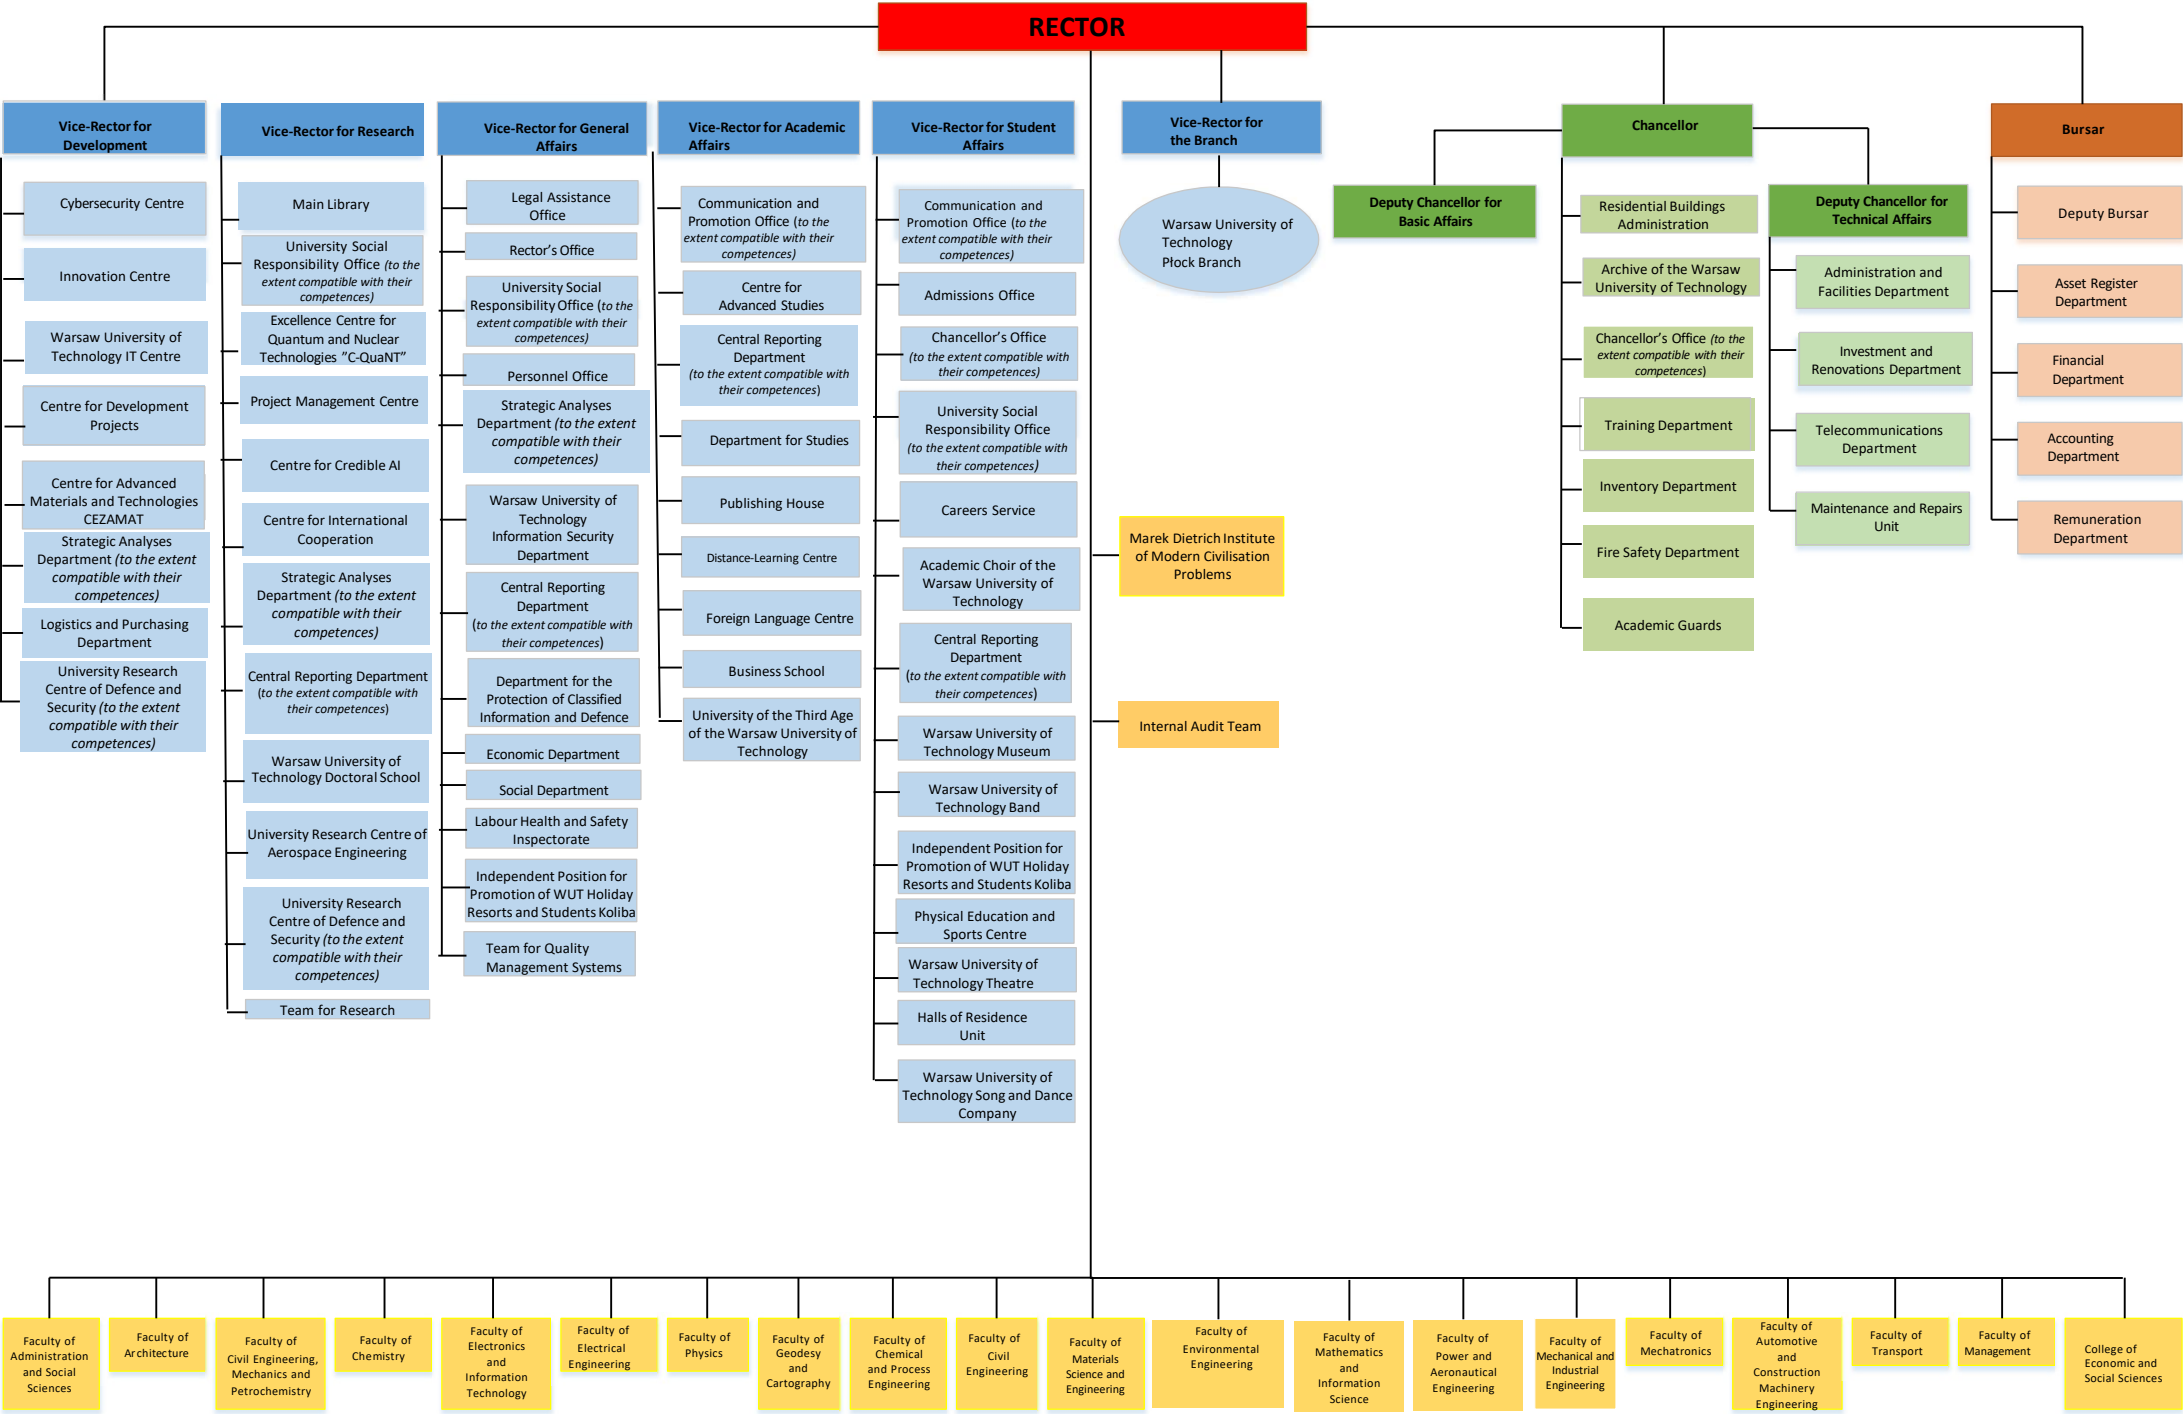 RECTOR
Vice-Rector for
Development
Cybersecurity Centre
Innovation Centre
Warsaw University of
Technology IT Centre
Centre for Development
Projects
Centre for Advanced
Materials and Technologies
CEZAMAT
Strategic Analyses
Department (to the extent
compatible with their
competences)
Logistics and Purchasing
Department
University Research
Centre of Defence and
Security (to the extent
compatible with their
competences)
Vice-Rector for Research
Main Library
University Social
Responsibility Office (to the
extent compatible with their
competences)
Excellence Centre for
Quantum and Nuclear
Technologies ”C-QuaNT”
Project Management Centre
Centre for Credible AI
Centre for International
Cooperation
Strategic Analyses
Department (to the extent
compatible with their
competences)
Central Reporting Department
(to the extent compatible with
their competences)
Warsaw University of
Technology Doctoral School
University Research Centre of
Aerospace Engineering
University Research
Centre of Defence and
Security (to the extent
compatible with their
competences)
Team for Research
Vice-Rector for General
Affairs
Legal Assistance
Office
Rector’s Office
University Social
Responsibility Office (to the
extent compatible with their
competences)
Personnel Office
Strategic Analyses
Department (to the extent
compatible with their
competences)
Warsaw University of
Technology
Information Security
Department
Central Reporting
Department
(to the extent compatible with
their competences)
Department for the
Protection of Classified
Information and Defence
Economic Department
Social Department
Labour Health and Safety
Inspectorate
Independent Position for
Promotion of WUT Holiday
Resorts and Students Koliba
Team for Quality
Management Systems
Vice-Rector for Academic
Affairs
Communication and
Promotion Office (to the
extent compatible with their
competences)
Centre for
Advanced Studies
Central Reporting
Department
(to the extent compatible with
their competences)
Department for Studies
Publishing House
Distance-Learning Centre
Foreign Language Centre
Business School
University of the Third Age
of the Warsaw University of
Technology
Vice-Rector for Student
Affairs
Communication and
Promotion Office (to the
extent compatible with their
competences)
Admissions Office
Chancellor’s Office
(to the extent compatible with
their competences)
University Social
Responsibility Office
(to the extent compatible with
their competences)
Careers Service
Academic Choir of the
Warsaw University of
Technology
Central Reporting
Department
(to the extent compatible with
their competences)
Warsaw University of
Technology Museum
Warsaw University of
Technology Band
Independent Position for
Promotion of WUT Holiday
Resorts and Students Koliba
Physical Education and
Sports Centre
Warsaw University of
Technology Theatre
Halls of Residence
Unit
Warsaw University of
Technology Song and Dance
Company
Vice-Rector for
the Branch
Warsaw University of
Technology
Płock Branch
Marek Dietrich Institute
of Modern Civilisation
Problems
Internal Audit Team
Chancellor
Deputy Chancellor for
Basic Affairs
Residential Buildings
Administration
Archive of the Warsaw
University of Technology
Chancellor’s Office (to the
extent compatible with their
competences)
Training Department
Inventory Department
Fire Safety Department
Academic Guards
Deputy Chancellor for
Technical Affairs
Administration and
Facilities Department
Investment and
Renovations Department
Telecommunications
Department
Maintenance and Repairs
Unit
Bursar
Deputy Bursar
Asset Register
Department
Financial
Department
Accounting
Department
Remuneration
Department
Faculty of
Administration
and Social
Sciences
Faculty of
Architecture
Faculty of
Civil Engineering,
Mechanics and
Petrochemistry
Faculty of
Chemistry
Faculty of
Electronics
and
Information
Technology
Faculty of
Electrical
Engineering
Faculty of
Physics
Faculty of
Geodesy
and
Cartography
Faculty of
Chemical
and Process
Engineering
Faculty of
Civil
Engineering
Faculty of
Materials
Science and
Engineering
Faculty of
Environmental
Engineering
Faculty of
Mathematics
and
Information
Science
Faculty of
Power and
Aeronautical
Engineering
Faculty of
Mechanical and
Industrial
Engineering
Faculty of
Mechatronics
Faculty of
Automotive
and
Construction
Machinery
Engineering
Faculty of
Transport
Faculty of
Management
College of
Economic and
Social Sciences